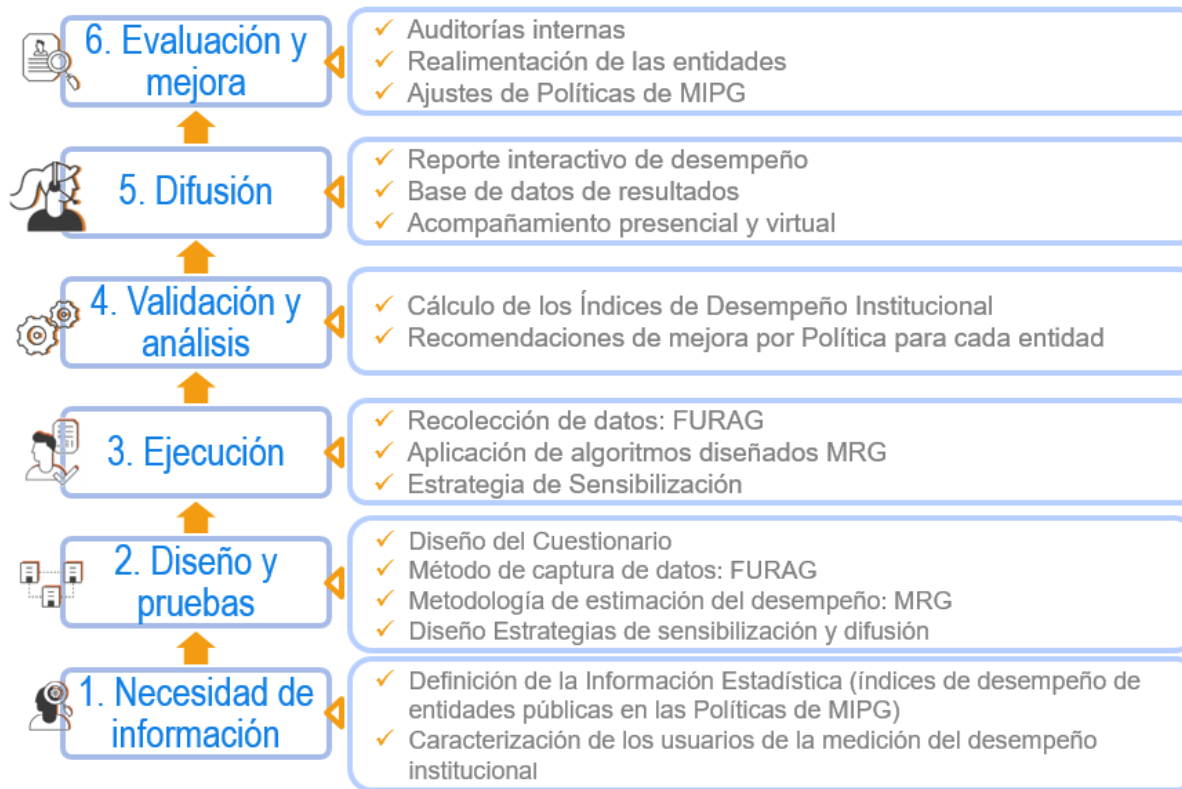 6. Evaluación y
mejora
Auditorías internas
Realimentación de las entidades
Ajustes de Políticas de MIPG
5. Difusión
Reporte interactivo de desempeño
Base de datos de resultados
Acompañamiento presencial y virtual
4. Validación y
análisis
Cálculo de los Índices de Desempeño Institucional
Recomendaciones de mejora por Política para cada entidad
3. Ejecución
Recolección de datos: FURAG
Aplicación de algoritmos diseñados MRG
Estrategia de Sensibilización
2. Diseño y
pruebas
Diseño del Cuestionario
Método de captura de datos: FURAG
Metodología de estimación del desempeño: MRG
Diseño Estrategias de sensibilización y difusión
1. Necesidad de
información
Definición de la Información Estadística (índices de desempeño de
entidades públicas en las Políticas de MIPG)
Caracterización de los usuarios de la medición del desempeño
institucional